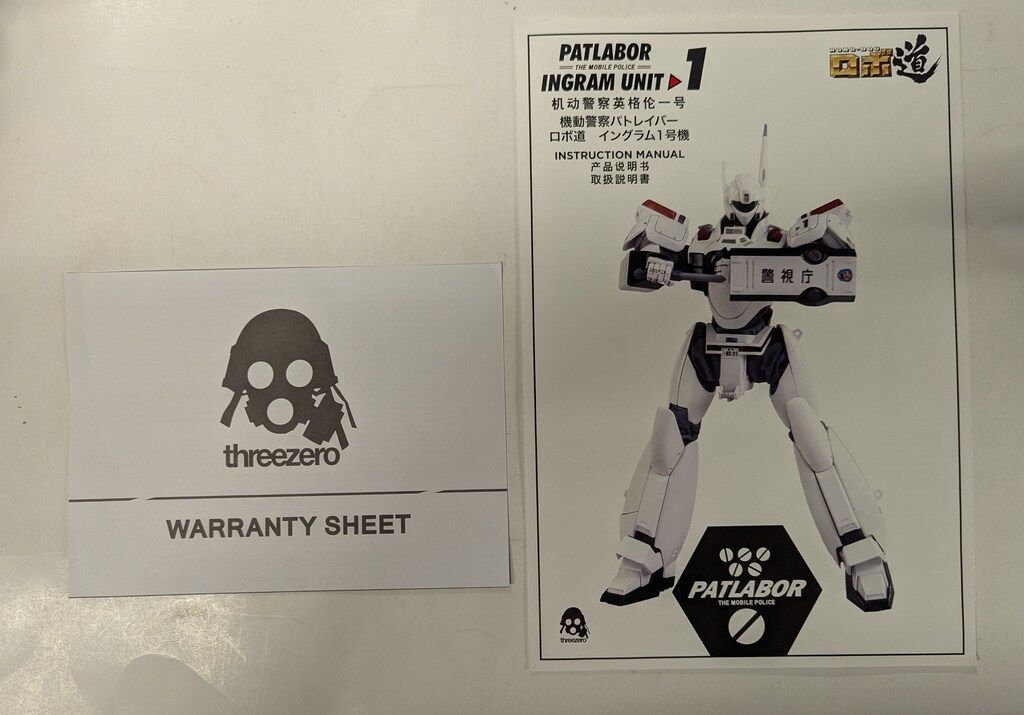 threezero
WARRANTY SHEET
PATLABOR
THE MOBILE POLICE
INGRAM UNIT 1
机动警察英格伦一号
機動警察パトレイバー
ロボ道 イングラム1号機
INSTRUCTION MANUAL
产品说明书
取扱説明書
ROBO-DOU
ロボ道
警視庁
PATLABOR
THE MOBILE POLICE
threezero